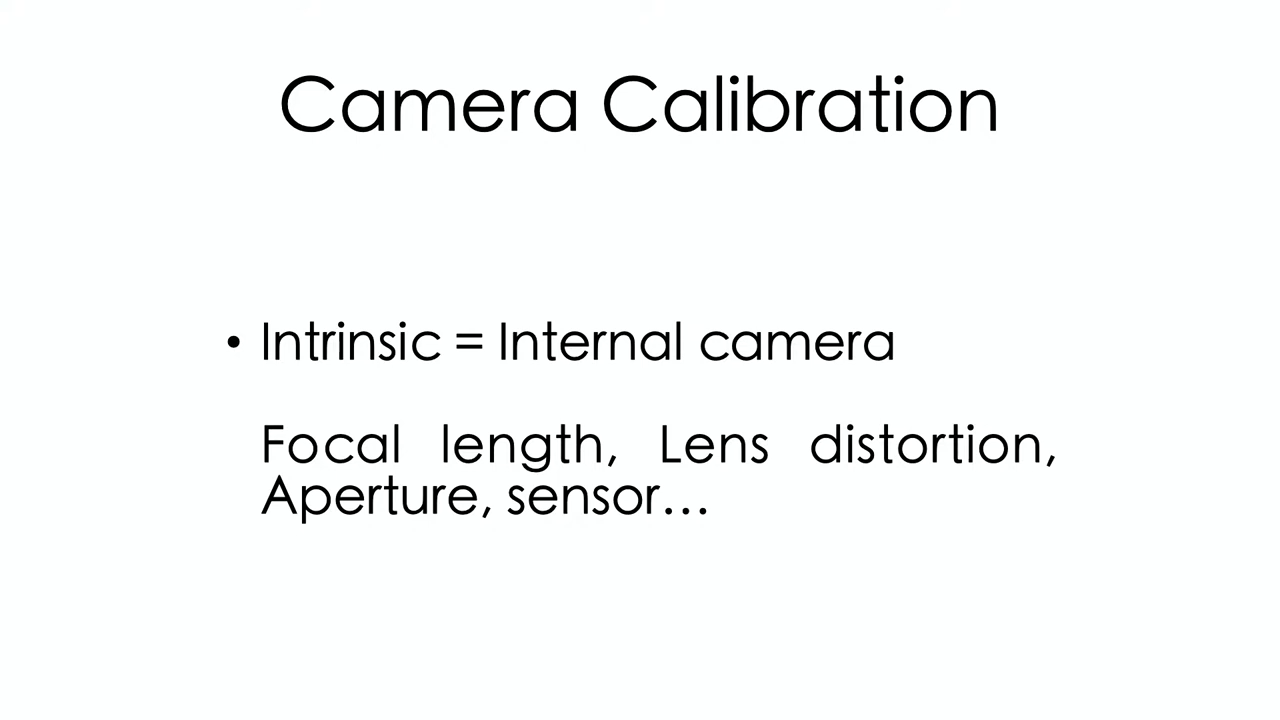 Camera Calibration
• Intrinsic = Internal camera
Focal length, Lens distortion,
Aperture, sensor…